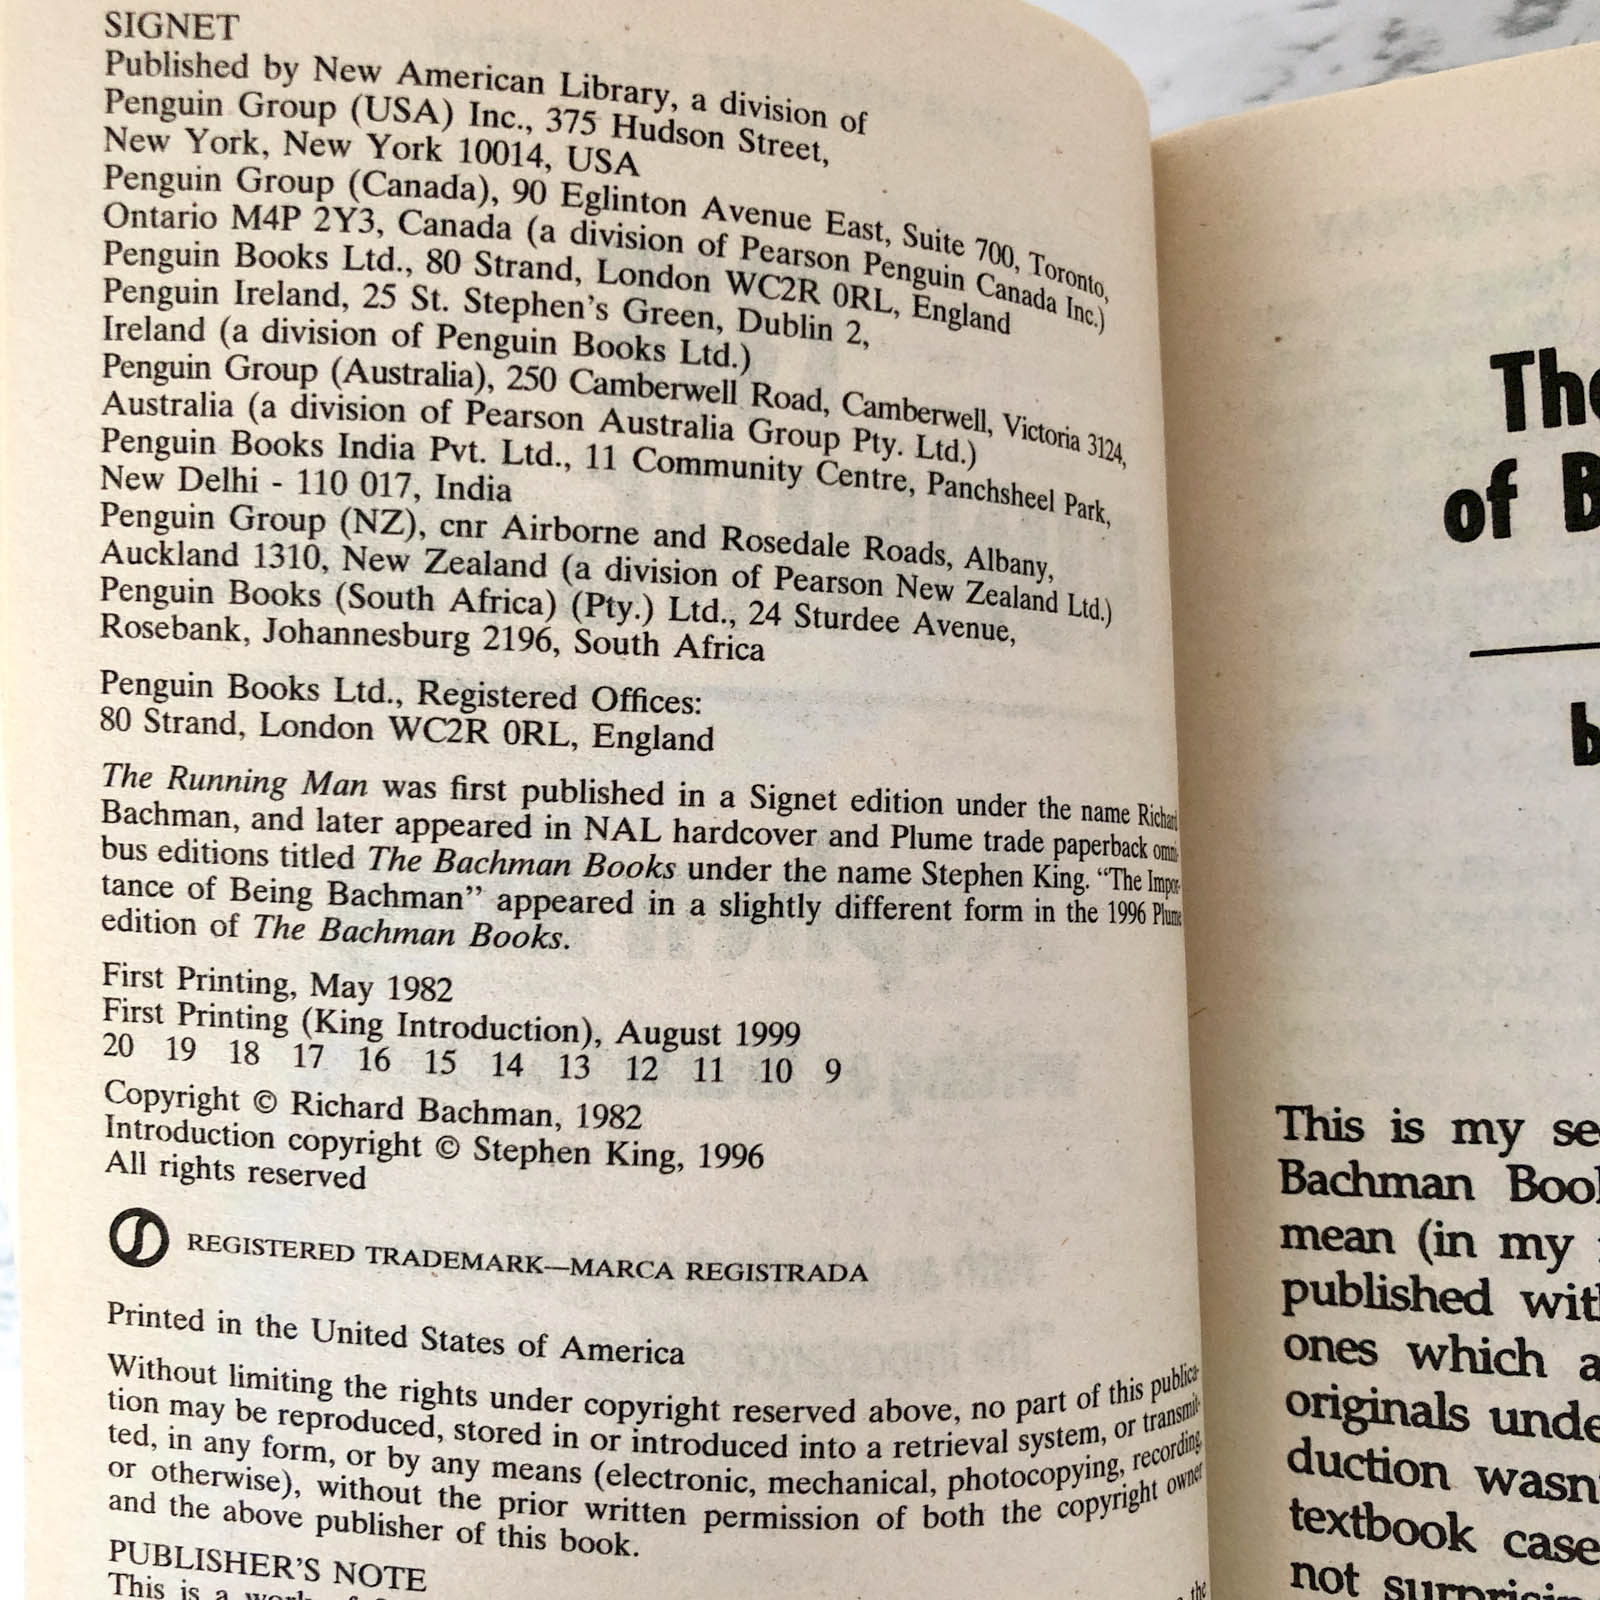 SIGNET
Published by New American Library, a division of
Penguin Group (USA) Inc., 375 Hudson Street,
New York, New York 10014, USA
Penguin Group (Canada), 90 Eglinton Avenue East, Suite 700, Toronto,
Ontario M4P 2Y3, Canada (a division of Pearson Penguin Canada Inc.)
Penguin Books Ltd., 80 Strand, London WC2R 0RL, England
Penguin Ireland, 25 St. Stephen's Green, Dublin 2,
Ireland (a division of Penguin Books Ltd.)
Penguin Group (Australia), 250 Camberwell Road, Camberwell, Victoria 3124,
Australia (a division of Pearson Australia Group Pty. Ltd.)
Penguin Books India Pvt. Ltd., 11 Community Centre, Panchsheel Park,
New Delhi - 110 017, India
Penguin Group (NZ), cnr Airborne and Rosedale Roads, Albany,
Auckland 1310, New Zealand (a division of Pearson New Zealand Ltd.)
Penguin Books (South Africa) (Pty.) Ltd., 24 Sturdee Avenue,
Rosebank, Johannesburg 2196, South Africa
Penguin Books Ltd., Registered Offices:
80 Strand, London WC2R 0RL, England
The Running Man was first published in a Signet edition under the name Richard
Bachman, and later appeared in NAL hardcover and Plume trade paperback omni-
bus editions titled The Bachman Books under the name Stephen King. "The Impor-
tance of Being Bachman" appeared in a slightly different form in the 1996 Plume
edition of The Bachman Books.
First Printing, May 1982
First Printing (King Introduction), August 1999
20 19 18 17 16 15 14 13 12 11 10 9
Copyright © Richard Bachman, 1982
Introduction copyright © Stephen King, 1996
All rights reserved
REGISTERED TRADEMARK—MARCA REGISTRADA
Printed in the United States of America
Without limiting the rights under copyright reserved above, no part of this publica-
tion may be reproduced, stored in or introduced into a retrieval system, or transmit-
ted, in any form, or by any means (electronic, mechanical, photocopying, recording,
or otherwise), without the prior written permission of both the copyright owner
and the above publisher of this book.
PUBLISHER'S NOTE
This is a work of
the
The
of B
b
This is my se
Bachman Book
mean (in my
published wit
ones which a
originals unde
duction wasn'
textbook case
not surprisin